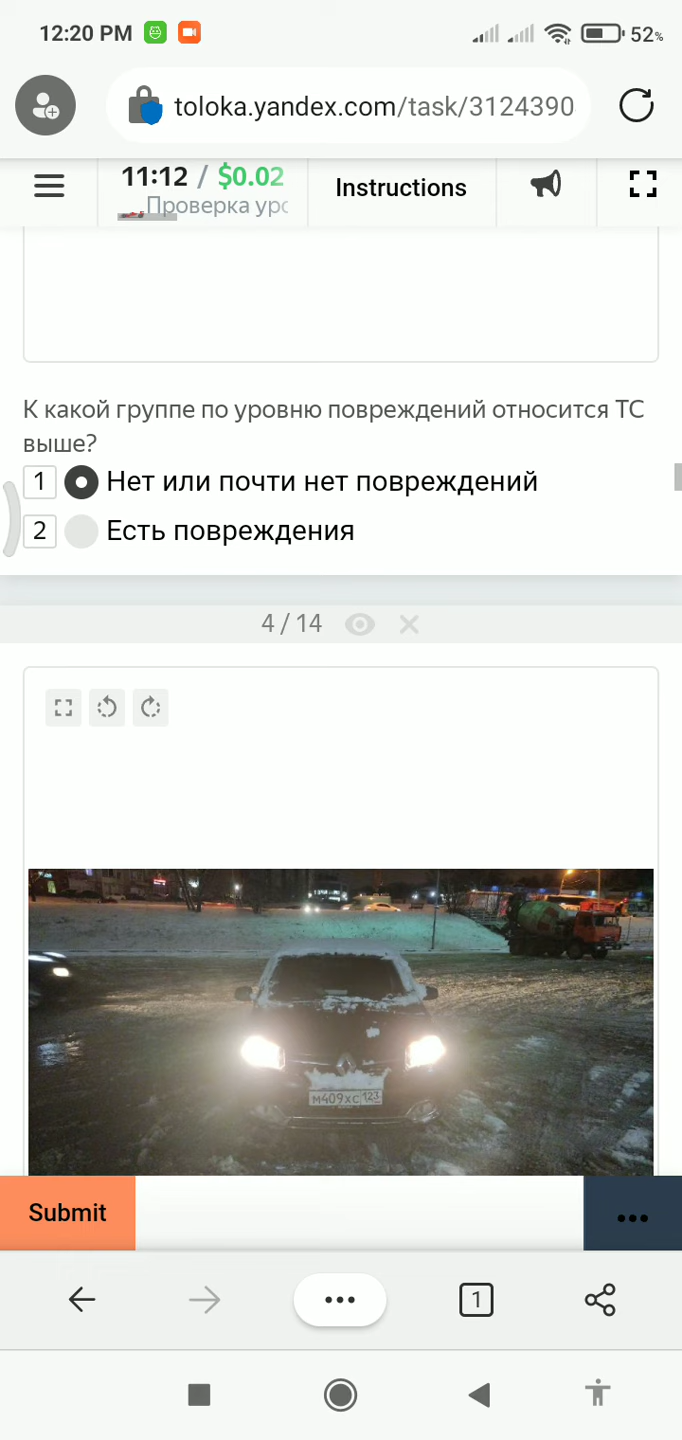 12:20 PM
52%
toloka.yandex.com/task/3124390
11:12 / $0.02
Проверка уро
Instructions
К какой группе по уровню повреждений относится ТС
выше?
1 Нет или почти нет повреждений
2 Есть повреждения
4 / 14
м409хс 123
Submit
1